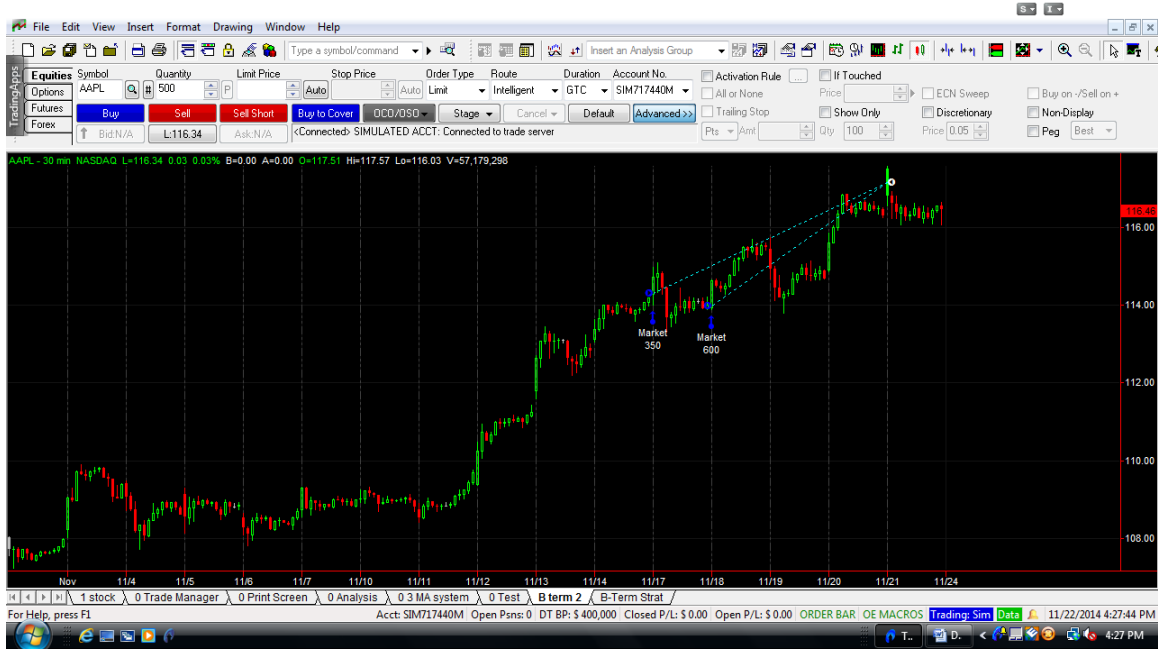 S I
File Edit View Insert Format Drawing Window Help
Type a symbol/command Insert an Analysis Group
TradingApps
Equities Symbol Quantity Limit Price Stop Price Order Type Route Duration Account No. Activation Rule ... If Touched
Options AAPL # 500 P Auto Auto Limit Intelligent GTC SIM717440M All or None Price ECN Sweep Buy on -/Sell on +
Futures Buy Sell Sell Short Buy to Cover OCO/OSO Stage Cancel Default Advanced >> Trailing Stop Show Only Discretionary Non-Display
Forex Bid:N/A L:116.34 Ask:N/A <Connected> SIMULATED ACCT: Connected to trade server Pts Amt Qty 100 Price 0.05 Peg Best
AAPL - 30 min NASDAQ L=116.34 0.03 0.03% B=0.00 A=0.00 O=117.51 Hi=117.57 Lo=116.03 V=57,179,298
116.46
116.00
114.00
Market
350
Market
600
112.00
110.00
108.00
Nov 11/4 11/5 11/6 11/7 11/10 11/11 11/12 11/13 11/14 11/17 11/18 11/19 11/20 11/21 11/24
1 stock 0 Trade Manager 0 Print Screen 0 Analysis 0 3 MA system 0 Test B term 2 B-Term Strat
For Help, press F1 Acct: SIM717440M Open Psns: 0 DT BP: $ 400,000 Closed P/L: $ 0.00 Open P/L: $ 0.00 ORDER BAR OE MACROS Trading: Sim Data 11/22/2014 4:27:44 PM
T.. D. < 4:27 PM